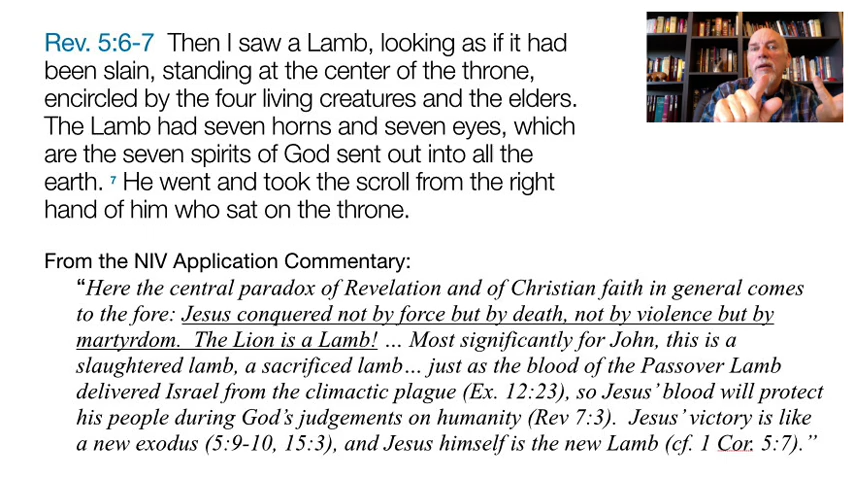 Rev. 5:6-7  Then I saw a Lamb, looking as if it had
been slain, standing at the center of the throne,
encircled by the four living creatures and the elders.
The Lamb had seven horns and seven eyes, which
are the seven spirits of God sent out into all the
earth. 7 He went and took the scroll from the right
hand of him who sat on the throne.
From the NIV Application Commentary:
“Here the central paradox of Revelation and of Christian faith in general comes
to the fore: Jesus conquered not by force but by death, not by violence but by
martyrdom.  The Lion is a Lamb! … Most significantly for John, this is a
slaughtered lamb, a sacrificed lamb… just as the blood of the Passover Lamb
delivered Israel from the climactic plague (Ex. 12:23), so Jesus’ blood will protect
his people during God’s judgements on humanity (Rev 7:3).  Jesus’ victory is like
a new exodus (5:9-10, 15:3), and Jesus himself is the new Lamb (cf. 1 Cor. 5:7).”